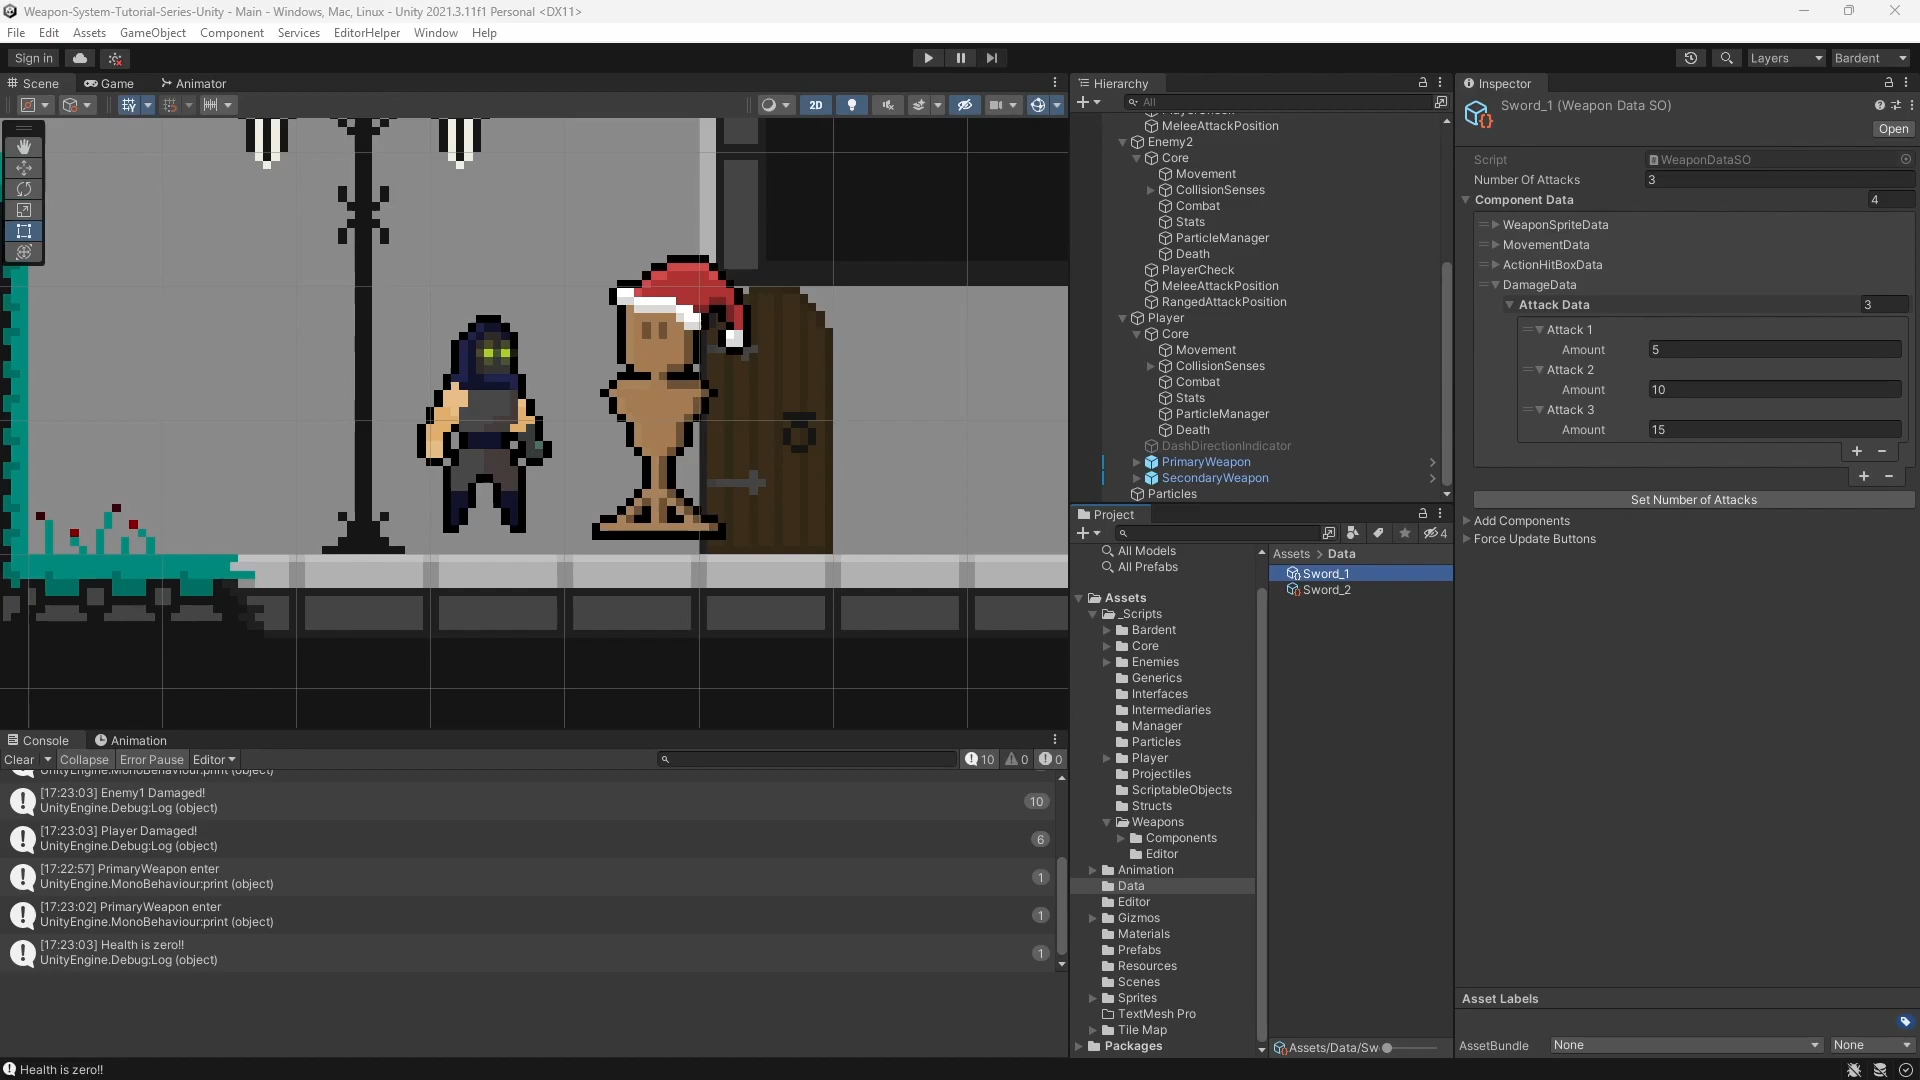 Weapon-System-Tutorial-Series-Unity - Main - Windows, Mac, Linux - Unity 2021.3.11f1 Personal <DX11>
File Edit Assets GameObject Component Services EditorHelper Window Help
Sign in
Layers
Bardent
Scene
Game
Animator
2D
Hierarchy
All
MeleeAttackPosition
Enemy2
Core
Movement
CollisionSenses
Combat
Stats
ParticleManager
Death
PlayerCheck
MeleeAttackPosition
RangedAttackPosition
Player
Core
Movement
CollisionSenses
Combat
Stats
ParticleManager
Death
DashDirectionIndicator
PrimaryWeapon
SecondaryWeapon
Particles
Project
4
All Models
All Prefabs
Assets
_Scripts
Bardent
Core
Enemies
Generics
Interfaces
Intermediaries
Manager
Particles
Player
Projectiles
ScriptableObjects
Structs
Weapons
Components
Editor
Animation
Data
Editor
Gizmos
Materials
Prefabs
Resources
Scenes
Sprites
TextMesh Pro
Tile Map
Packages
Assets > Data
Sword_1
Sword_2
Assets/Data/Sw
Inspector
Sword_1 (Weapon Data SO)
Open
Script WeaponDataSO
Number Of Attacks 3
Component Data 4
WeaponSpriteData
MovementData
ActionHitBoxData
DamageData
Attack Data 3
Attack 1
Amount 5
Attack 2
Amount 10
Attack 3
Amount 15
Set Number of Attacks
Add Components
Force Update Buttons
Asset Labels
AssetBundle None None
Console
Animation
Clear Collapse Error Pause Editor
10 0 0
UnityEngine.MonoBehaviour:print (object)
[17:23:03] Enemy1 Damaged!
UnityEngine.Debug:Log (object)
10
[17:23:03] Player Damaged!
UnityEngine.Debug:Log (object)
6
[17:22:57] PrimaryWeapon enter
UnityEngine.MonoBehaviour:print (object)
1
[17:23:02] PrimaryWeapon enter
UnityEngine.MonoBehaviour:print (object)
1
[17:23:03] Health is zero!!
UnityEngine.Debug:Log (object)
1
Health is zero!!